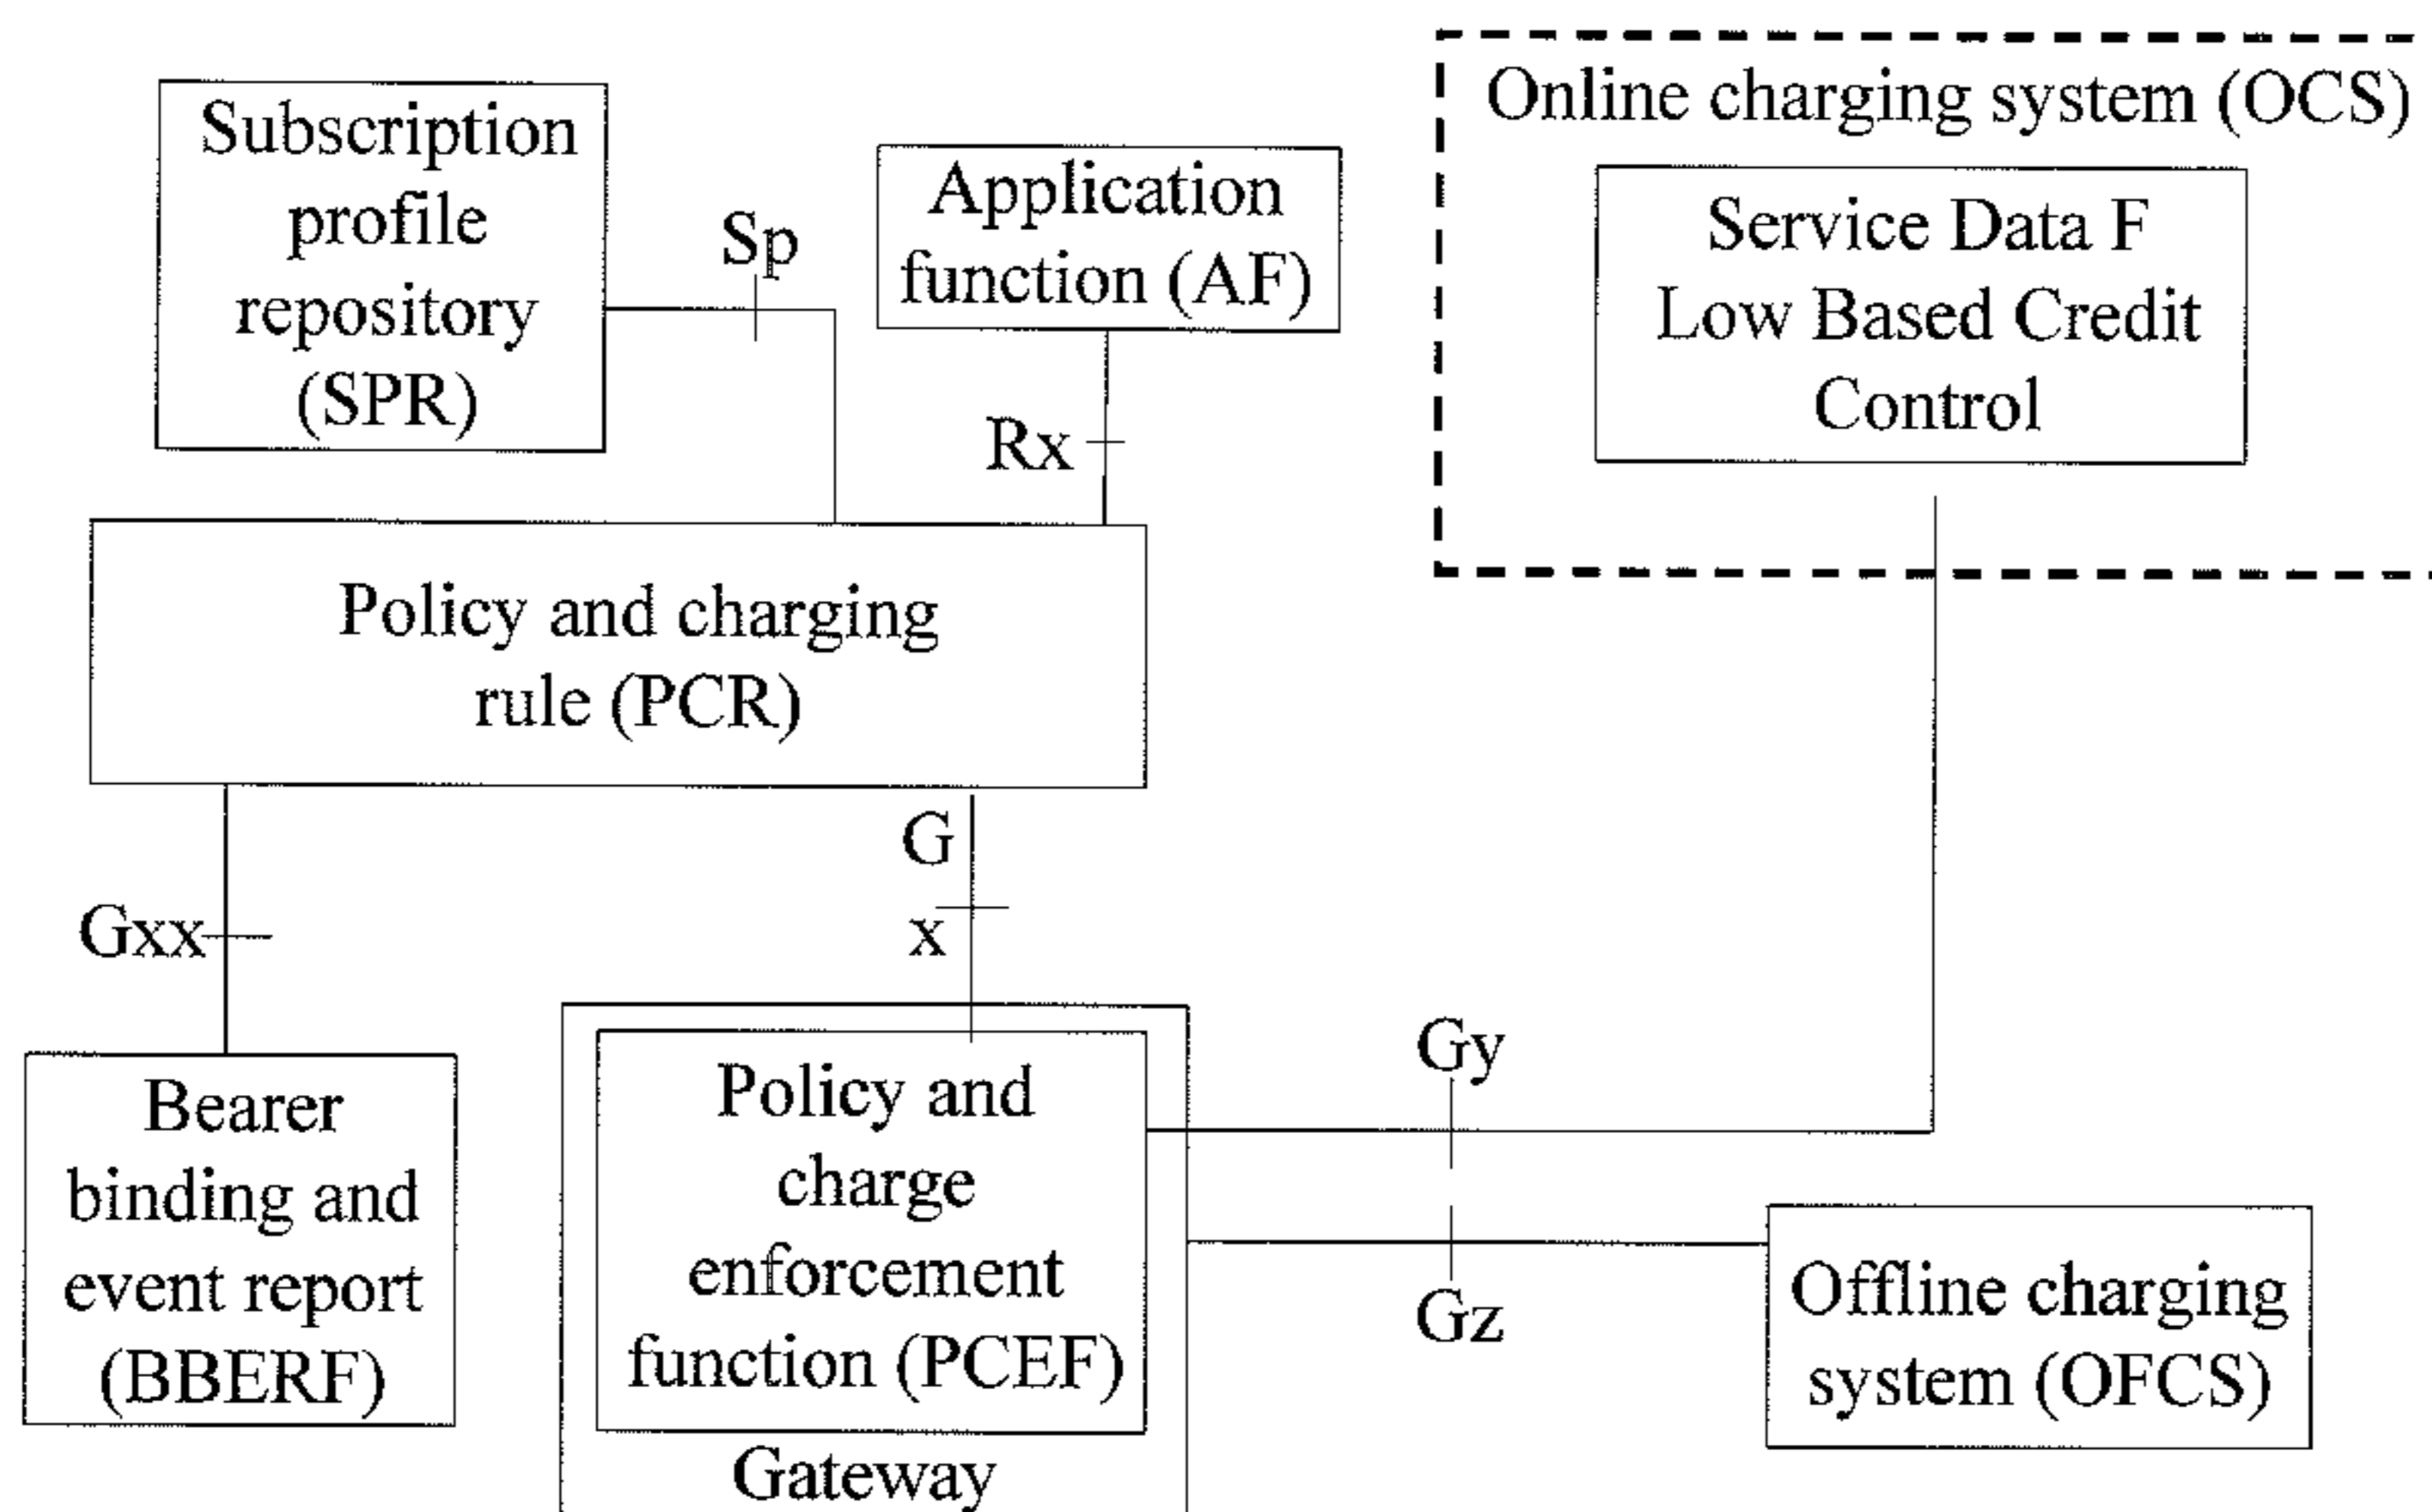 Online charging system (OCS)
Subscription
profile
repository
(SPR)
Sp
Application
function (AF)
Service Data F
Low Based Credit
Control
Rx
Policy and charging
rule (PCR)
G
x
Gxx
Bearer
binding and
event report
(BBERF)
Policy and
charge
enforcement
function (PCEF)
Gateway
Gy
Gz
Offline charging
system (OFCS)